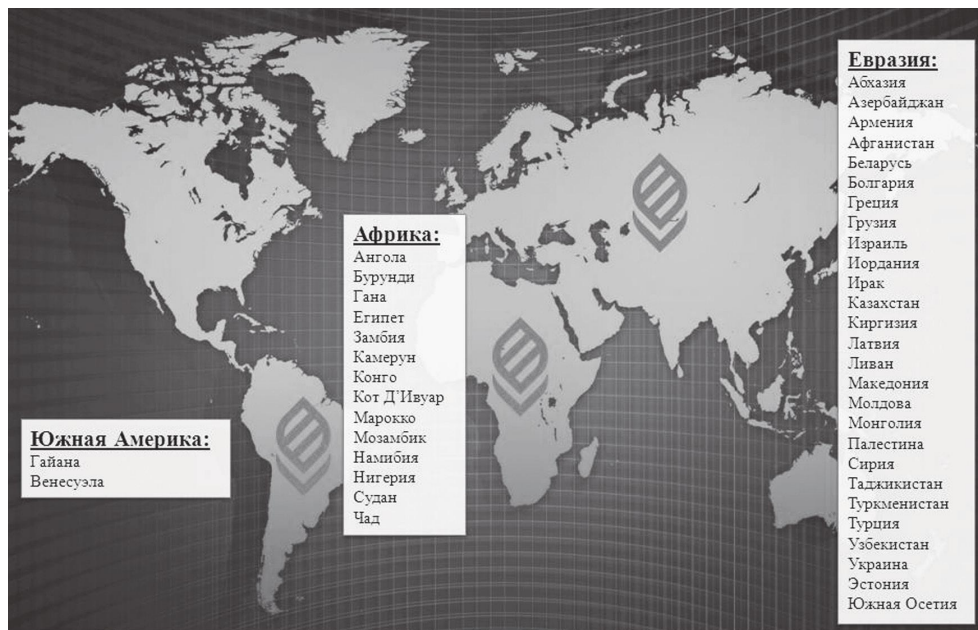 Южная Америка:
Гайана
Венесуэла
Африка:
Ангола
Бурунди
Гана
Египет
Замбия
Камерун
Конго
Кот Д’Ивуар
Марокко
Мозамбик
Намибия
Нигерия
Судан
Чад
Евразия:
Абхазия
Азербайджан
Армения
Афганистан
Беларусь
Болгария
Греция
Грузия
Израиль
Иордания
Ирак
Казахстан
Киргизия
Латвия
Ливан
Македония
Молдова
Монголия
Палестина
Сирия
Таджикистан
Туркменистан
Турция
Узбекистан
Украина
Эстония
Южная Осетия